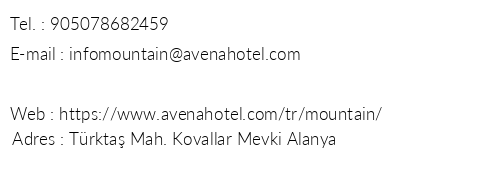 Tel. : 905078682459
E-mail : infomountain@avenahotel.com
Web : https://www.avenahotel.com/tr/mountain/
Adres : Türktaş Mah. Kovallar Mevki Alanya